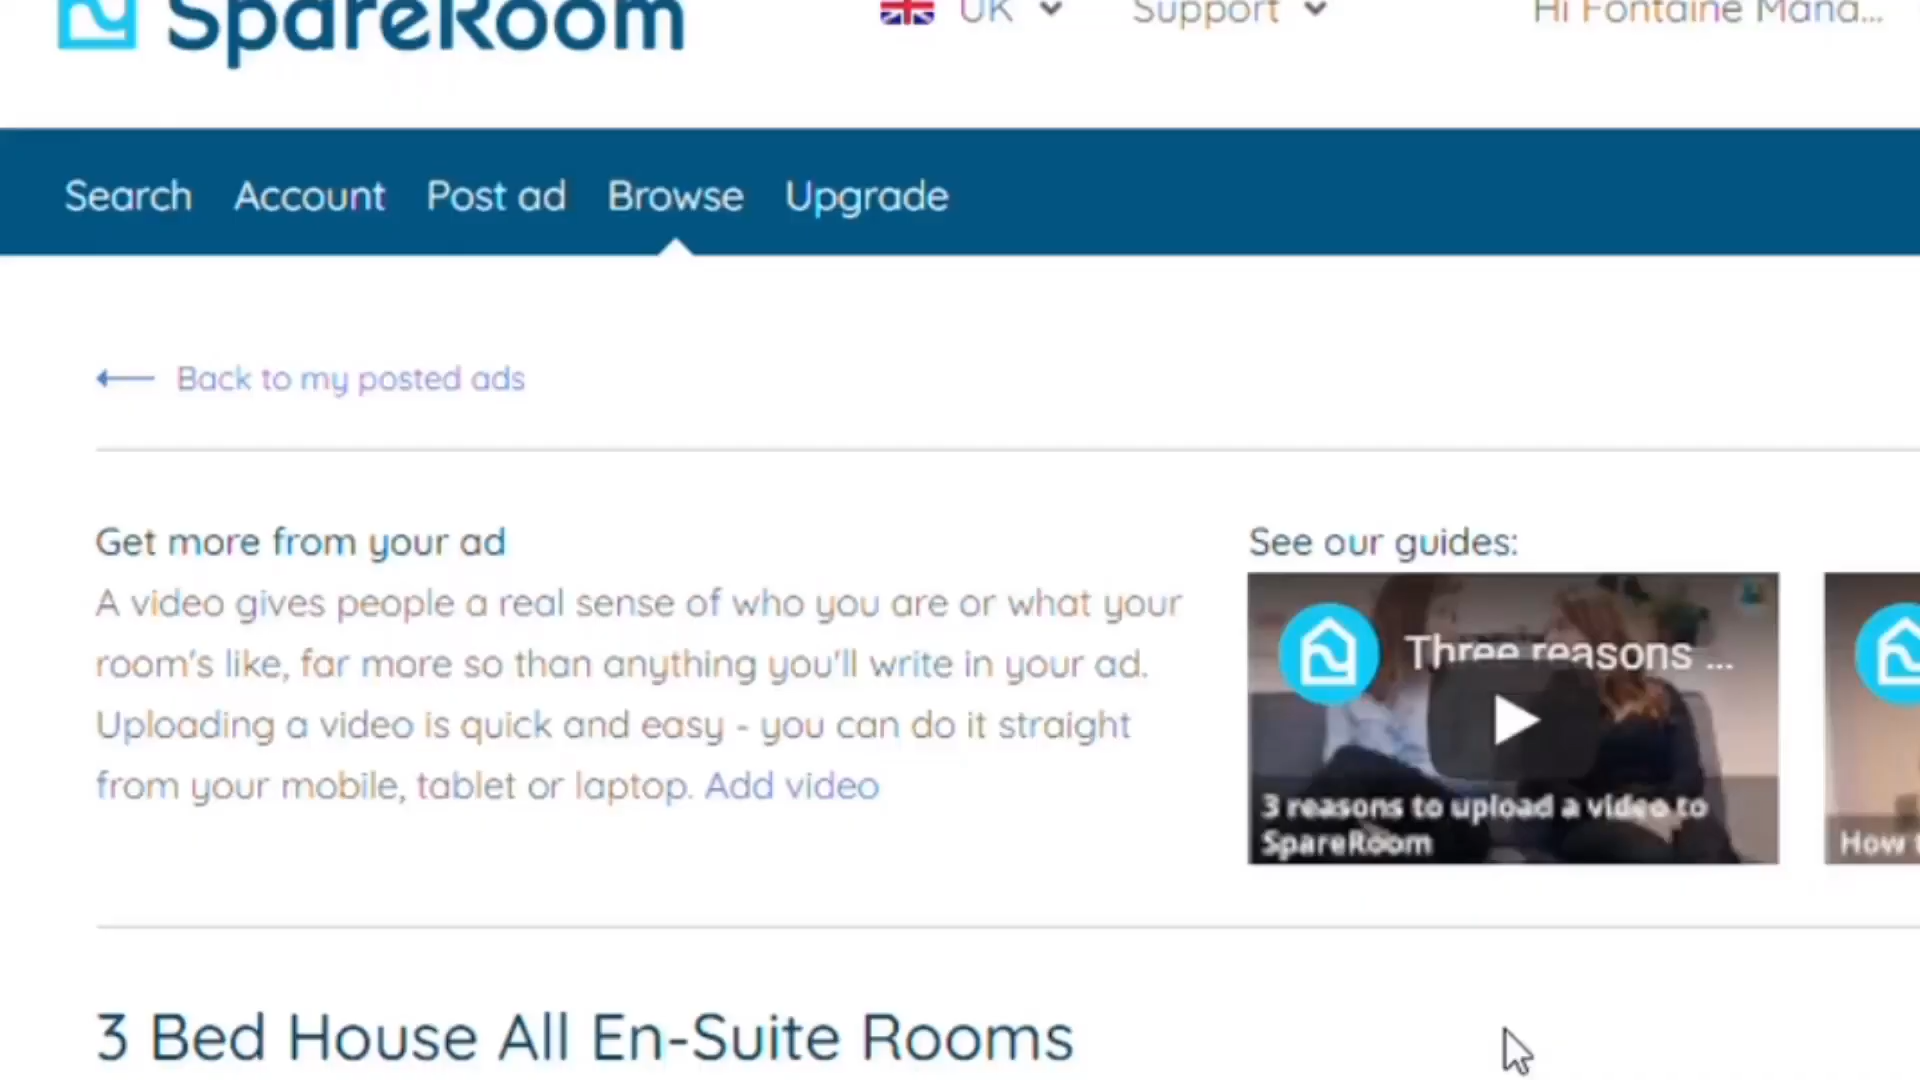 SpareRoom
UK
Support
Hi Fontaine Mana...
Search Account Post ad Browse Upgrade
Back to my posted ads
Get more from your ad
A video gives people a real sense of who you are or what your
room's like, far more so than anything you'll write in your ad.
Uploading a video is quick and easy - you can do it straight
from your mobile, tablet or laptop. Add video
See our guides:
Three reasons ...
3 reasons to upload a video to
SpareRoom
How
3 Bed House All En-Suite Rooms